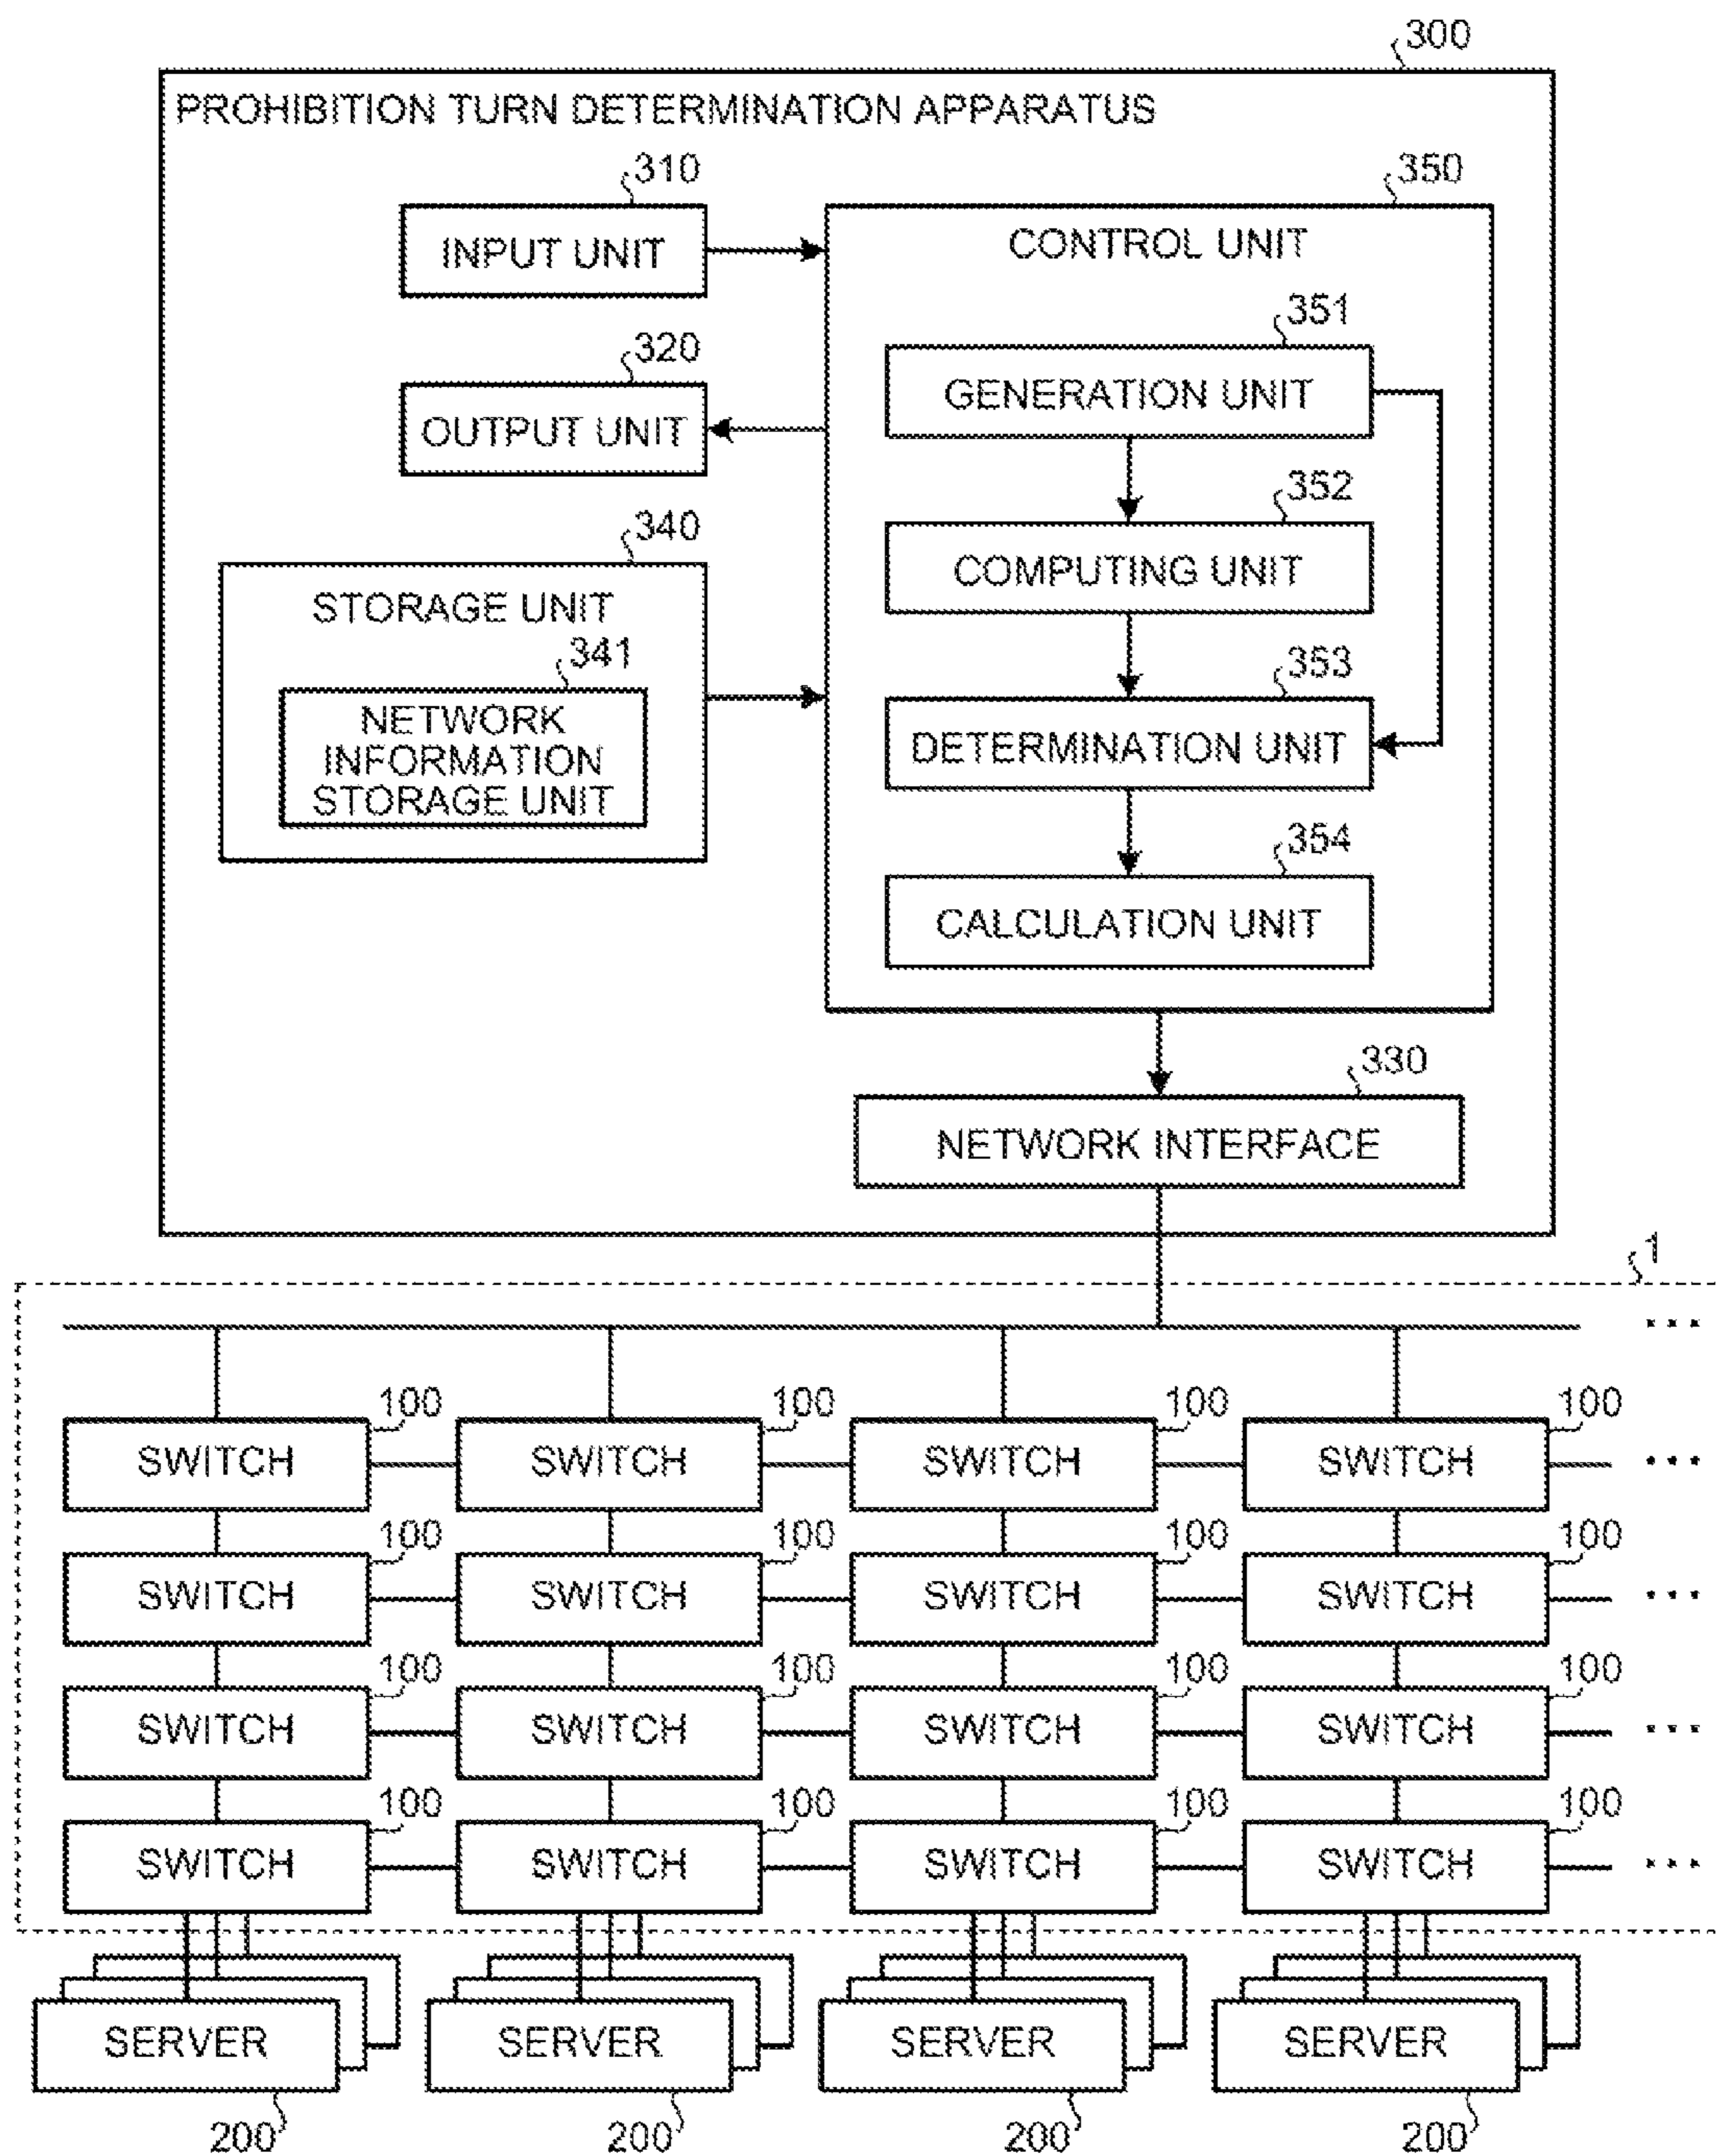 300
PROHIBITION TURN DETERMINATION APPARATUS
310
350
INPUT UNIT
CONTROL UNIT
351
320
GENERATION UNIT
OUTPUT UNIT
352
340
COMPUTING UNIT
STORAGE UNIT
341
353
NETWORK
INFORMATION
STORAGE UNIT
DETERMINATION UNIT
354
CALCULATION UNIT
330
NETWORK INTERFACE
1
...
100 100 100 100
SWITCH SWITCH SWITCH SWITCH ...
100 100 100 100
SWITCH SWITCH SWITCH SWITCH ...
100 100 100 100
SWITCH SWITCH SWITCH SWITCH ...
100 100 100 100
SWITCH SWITCH SWITCH SWITCH ...
SERVER SERVER SERVER SERVER
200 200 200 200